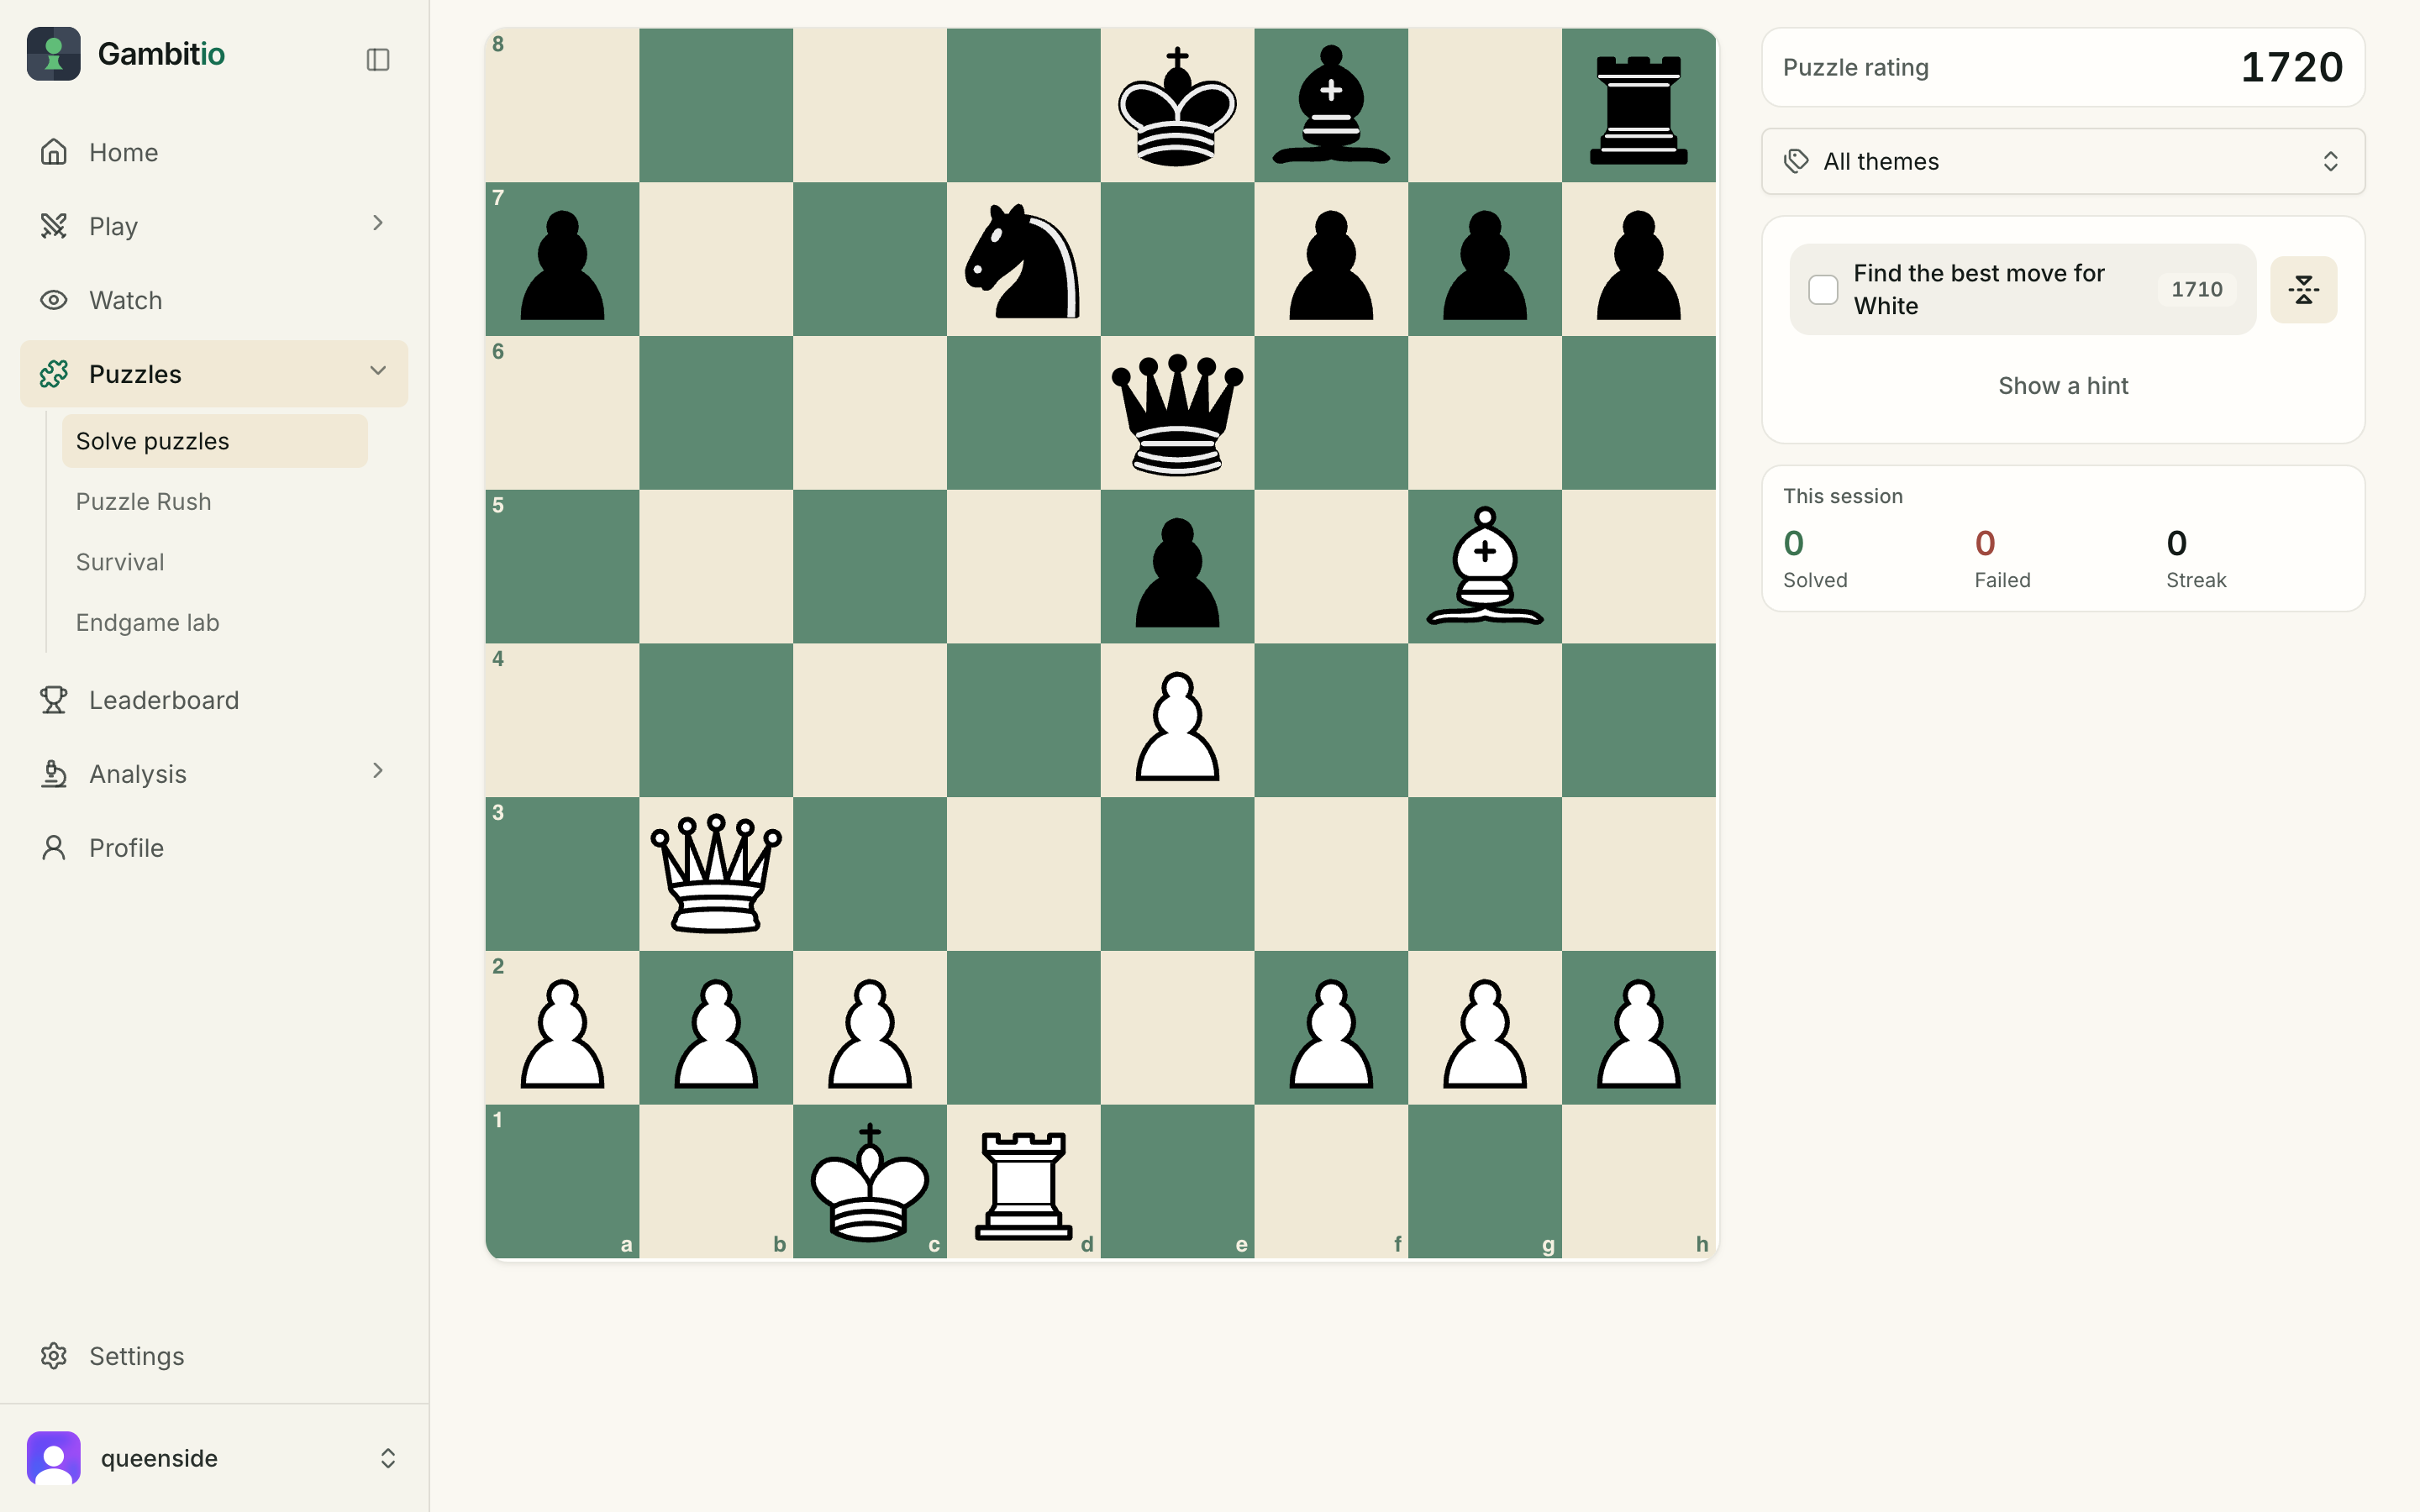 Gambitio
Home
Play
Watch
Puzzles
Solve puzzles
Puzzle Rush
Survival
Endgame lab
Leaderboard
Analysis
Profile
Settings
queenside
8
7
6
5
4
3
2
1
a
b
c
d
e
f
g
h
Puzzle rating
1720
All themes
Find the best move for
White
1710
Show a hint
This session
0
0
0
Solved
Failed
Streak